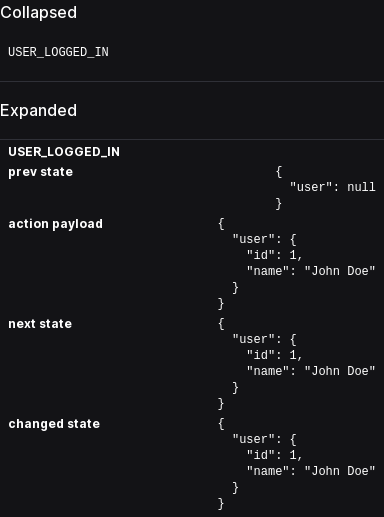 Collapsed
USER_LOGGED_IN
Expanded
USER_LOGGED_IN
prev state {
"user": null
}
action payload {
"user": {
"id": 1,
"name": "John Doe"
}
}
next state {
"user": {
"id": 1,
"name": "John Doe"
}
}
changed state {
"user": {
"id": 1,
"name": "John Doe"
}
}